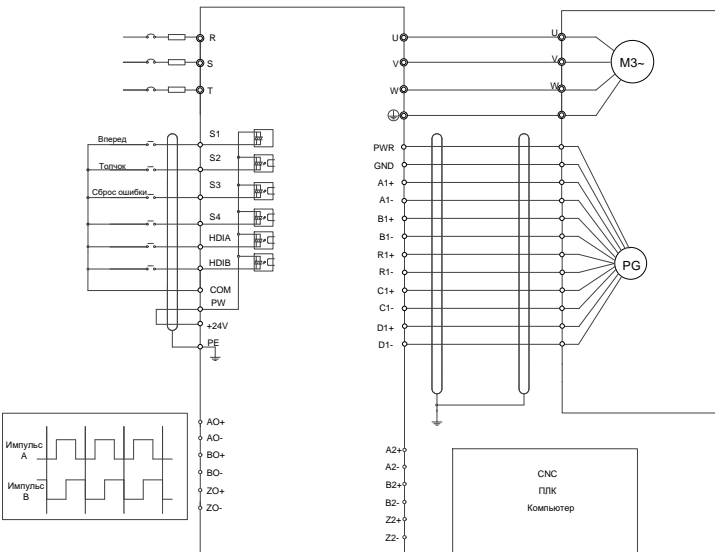 R
S
T
Вперед
Толчок
Сброс ошибки
S1
S2
S3
S4
HDIA
HDIB
COM
PW
+24V
PE
AO+
AO-
BO+
BO-
ZO+
ZO-
Импульс
A
Импульс
B
U
V
W
U
V
W
M3~
PWR
GND
A1+
A1-
B1+
B1-
R1+
R1-
C1+
C1-
D1+
D1-
PG
A2+
A2-
B2+
B2-
Z2+
Z2-
CNC
ПЛК
Компьютер